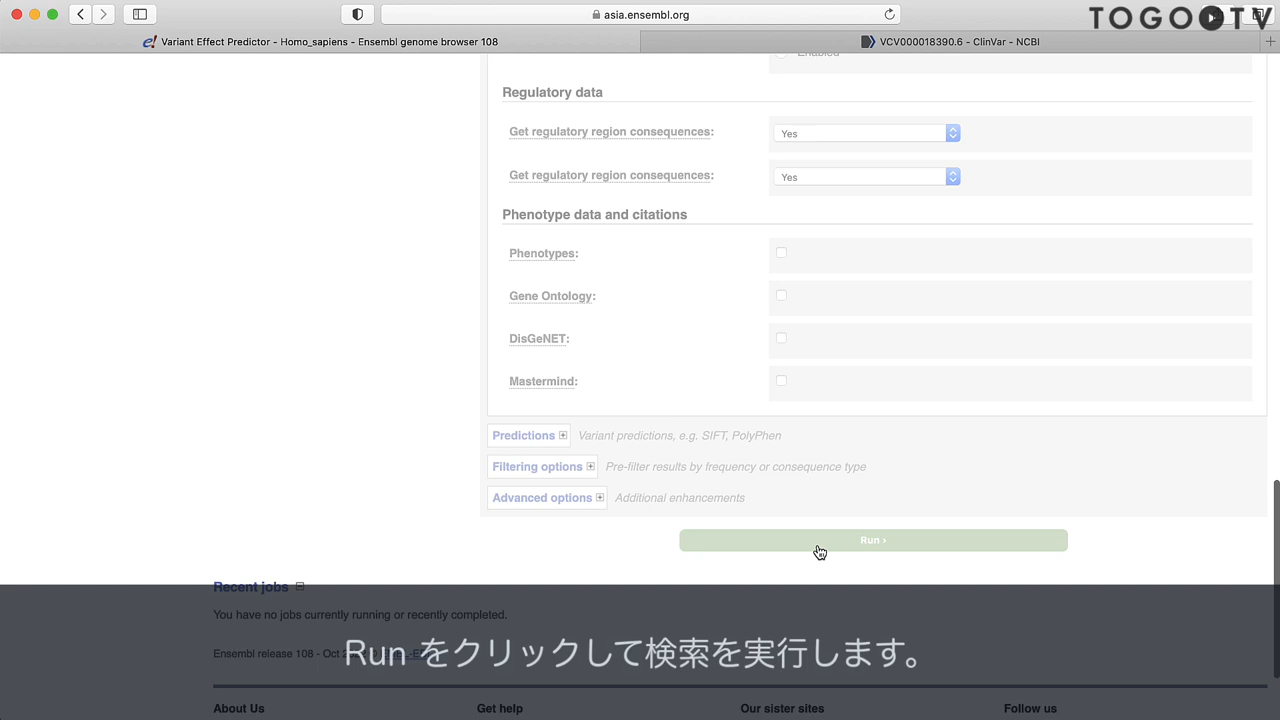 asia.ensembl.org
TOGOTV
Variant Effect Predictor - Homo_sapiens - Ensembl genome browser 108
VCV000018390.6 - ClinVar - NCBI
Enabled
Regulatory data
Get regulatory region consequences:
Yes
Get regulatory region consequences:
Yes
Phenotype data and citations
Phenotypes:
Gene Ontology:
DisGeNET:
Mastermind:
Predictions
Variant predictions, e.g. SIFT, PolyPhen
Filtering options
Pre-filter results by frequency or consequence type
Advanced options
Additional enhancements
Run ›
Recent jobs
You have no jobs currently running or recently completed.
Ensembl release 108 - Oct
Run をクリックして検索を実行します。
About Us
Get help
Our sister sites
Follow us